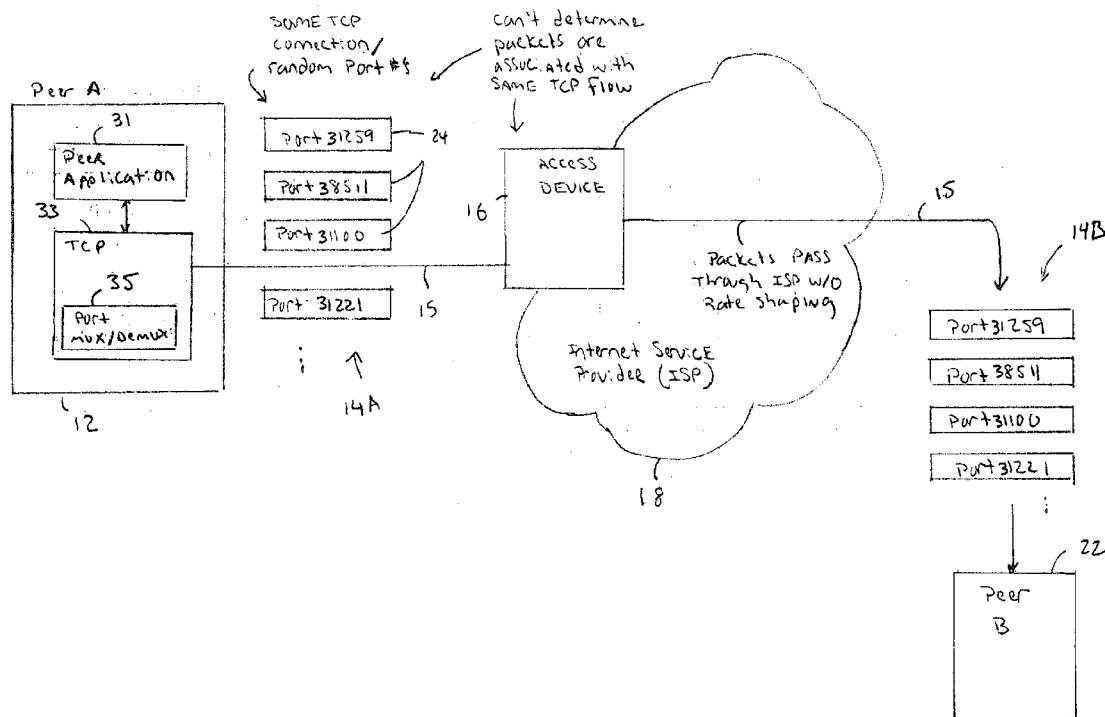 SAME TCP
connection/
random Port #s
can't determine
packets are
associated with
SAME TCP Flow
Peer A
31
Peer
Application
33
TCP
35
Port
mux/Demux
12
Port 31259
24
Port 38511
Port 31100
Port 31221
14A
15
16
ACCESS
DEVICE
15
Packets PASS
Through ISP w/o
Rate shaping
Internet Service
Provider (ISP)
18
14B
Port 31259
Port 38511
Port 31100
Port 31221
22
Peer
B